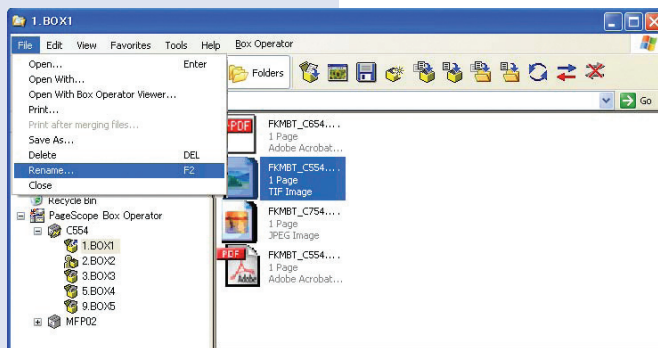 1.BOX1
File Edit View Favorites Tools Help Box Operator
Open... Enter
Open With...
Open With Box Operator Viewer...
Print...
Print after merging files...
Save As...
Delete DEL
Rename... F2
Close
Folders
Go
Recycle Bin
PageScope Box Operator
C554
1.BOX1
2.BOX2
3.BOX3
5.BOX4
9.BOX5
MFP02
PDF
FKMBT_C654....
1 Page
Adobe Acrobat...
FKMBT_C554....
1 Page
TIF Image
FKMBT_C754....
1 Page
JPEG Image
PDF
Adobe
FKMBT_C554....
1 Page
Adobe Acrobat...